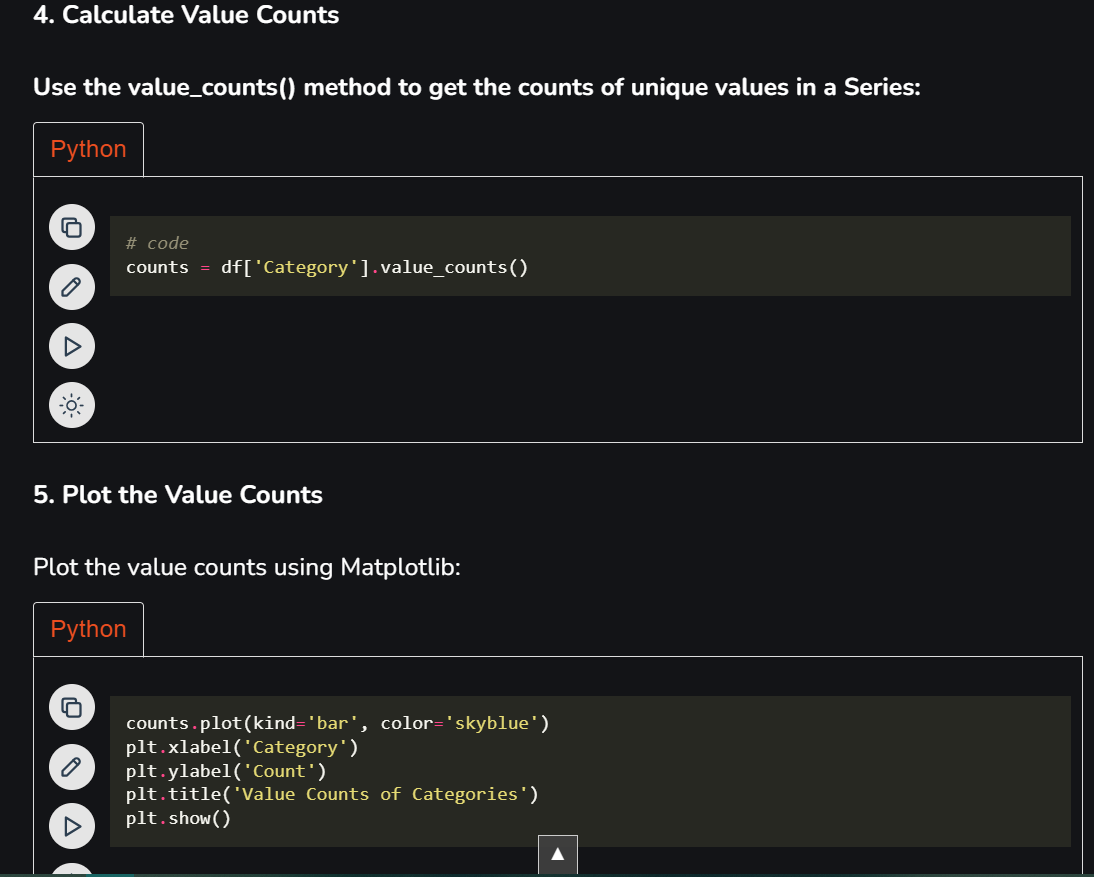 4. Calculate Value Counts
Use the value_counts() method to get the counts of unique values in a Series:
Python
# code
counts = df['Category'].value_counts()
5. Plot the Value Counts
Plot the value counts using Matplotlib:
Python
counts.plot(kind='bar', color='skyblue')
plt.xlabel('Category')
plt.ylabel('Count')
plt.title('Value Counts of Categories')
plt.show()